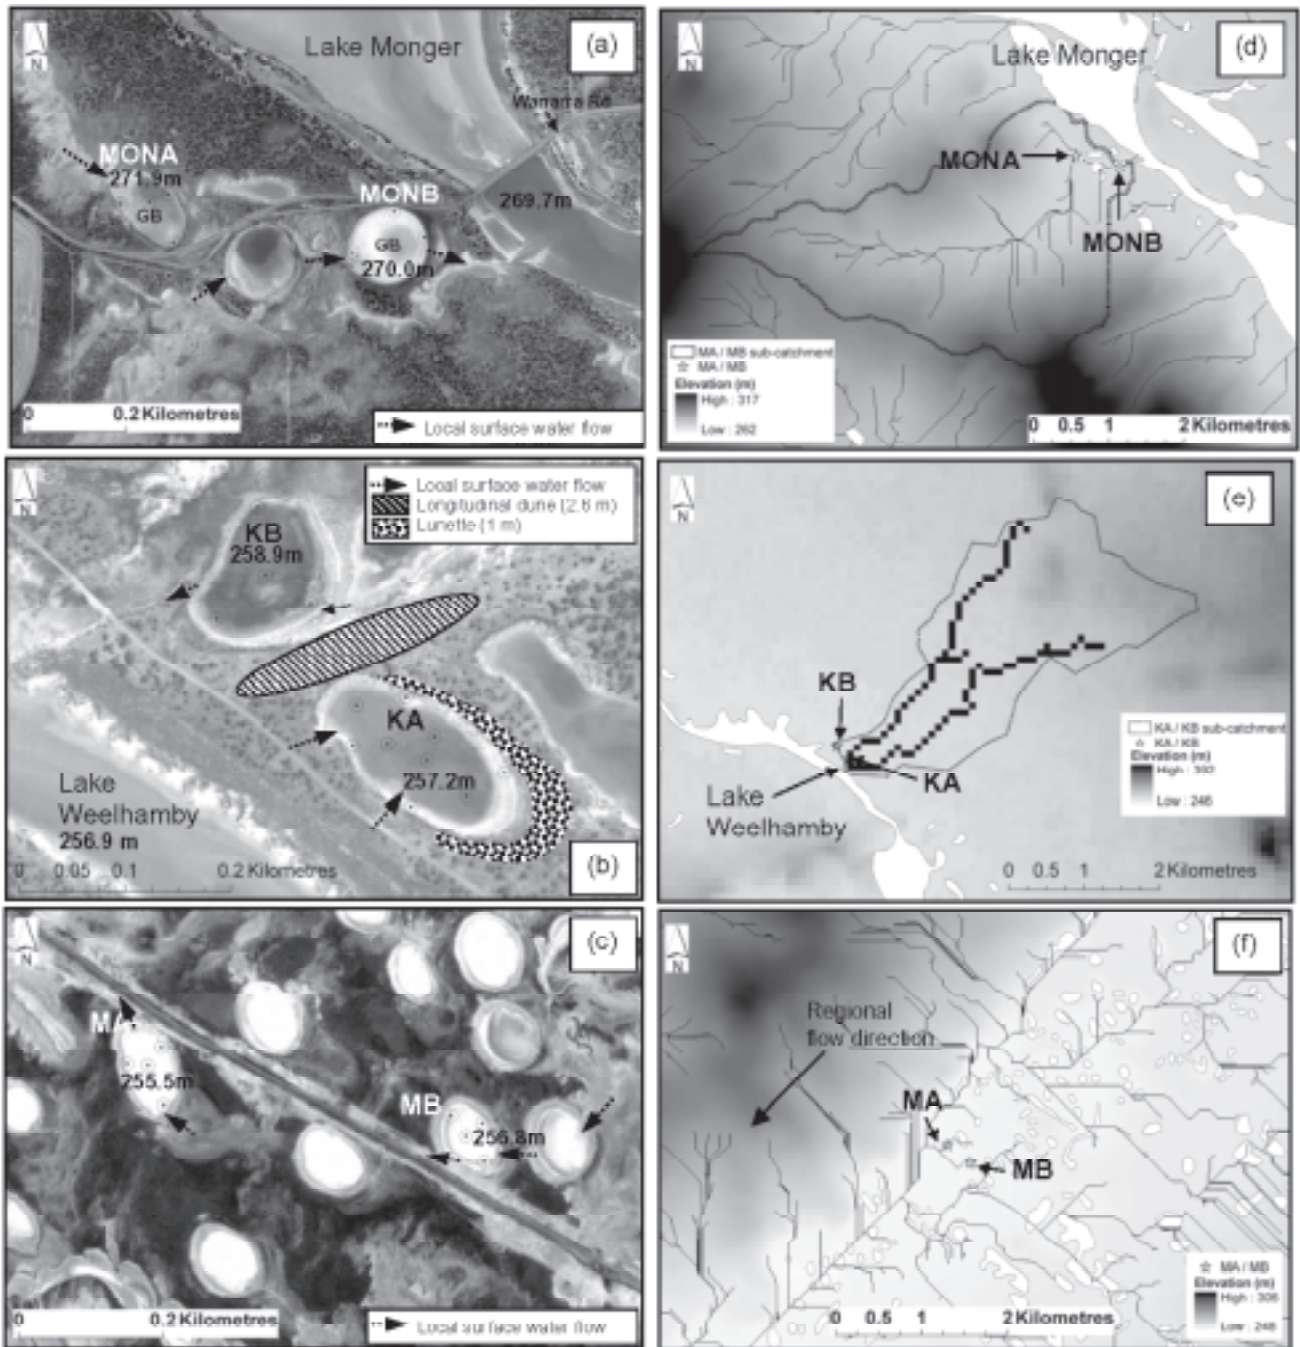 N
Lake Monger
(a)
Wanarra Rd
MONA
271.9m
GB
MONB
GB
270.0m
269.7m
0 0.2 Kilometres
Local surface water flow
N
Lake Monger
(d)
MONA
MONB
MA / MB sub-catchment
MA / MB
Elevation (m)
High : 317
Low : 262
0 0.5 1 2 Kilometres
N
Local surface water flow
Longitudinal dune (2.6 m)
Lunette (1 m)
KB
258.9m
KA
257.2m
Lake
Weelhamby
256.9 m
0 0.05 0.1 0.2 Kilometres
(b)
N
(e)
KB
KA
Lake
Weelhamby
KA / KB sub-catchment
KA / KB
Elevation (m)
High : 392
Low : 246
0 0.5 1 2 Kilometres
N
(c)
MA
255.5m
MB
256.8m
0 0.2 Kilometres
Local surface water flow
N
(f)
Regional
flow direction
MA
MB
MA / MB
Elevation (m)
High :
Low :
0 0.5 1 2 Kilometres